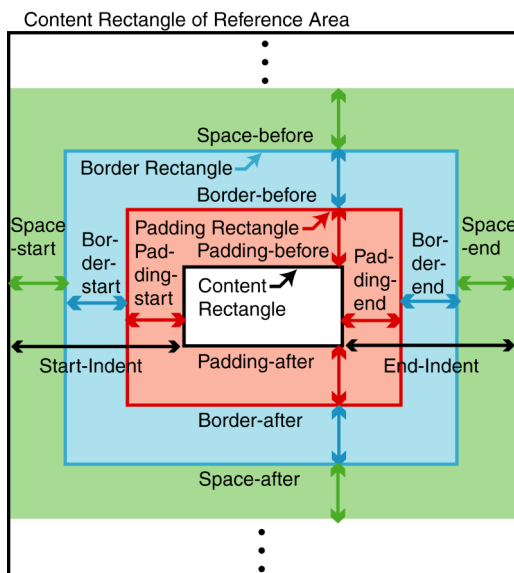 Content Rectangle of Reference Area
Space-before
Border Rectangle
Border-before
Padding Rectangle
Padding-before
Space
-start
Bor-
der-
start
Pad-
ding-
start
Content
Rectangle
Pad-
ding-
end
Bor-
der-
end
Space
-end
Start-Indent
Padding-after
End-Indent
Border-after
Space-after